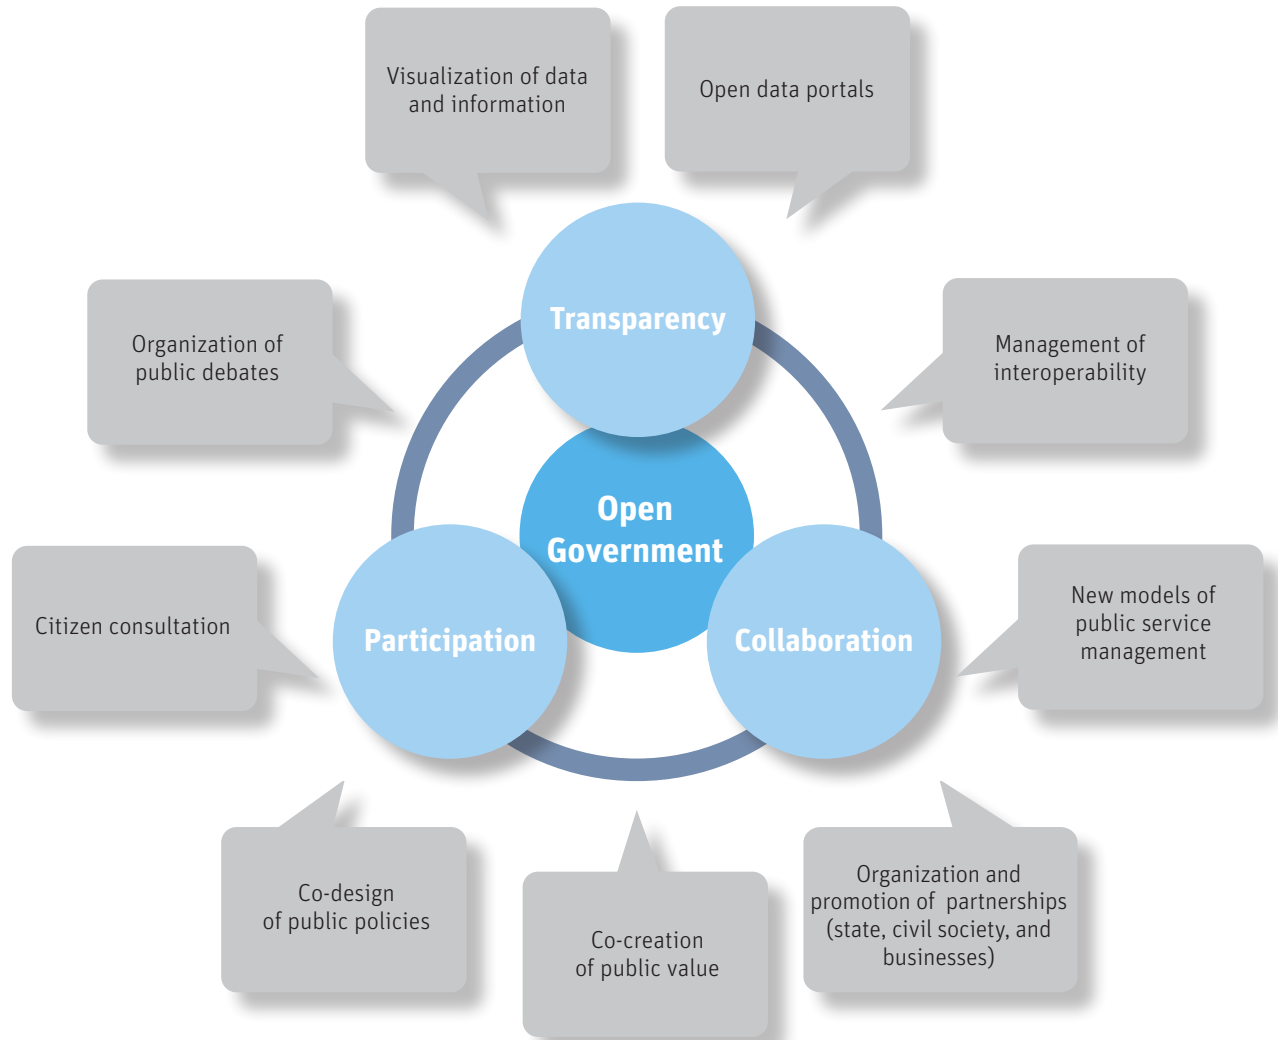 Visualization of data
and information
Open data portals
Transparency
Organization of
public debates
Management of
interoperability
Open
Government
Citizen consultation
Participation
Collaboration
New models of
public service
management
Co-design
of public policies
Co-creation
of public value
Organization and
promotion of partnerships
(state, civil society, and
businesses)